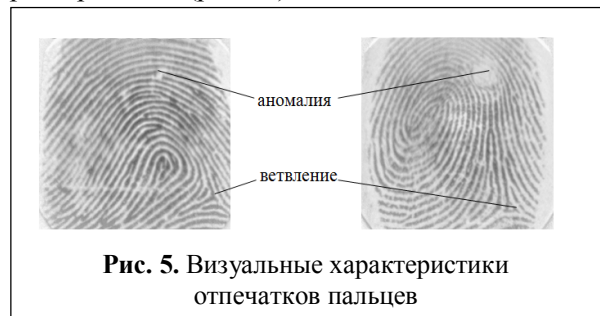 аномалия
ветвление
Рис. 5. Визуальные характеристики
отпечатков пальцев